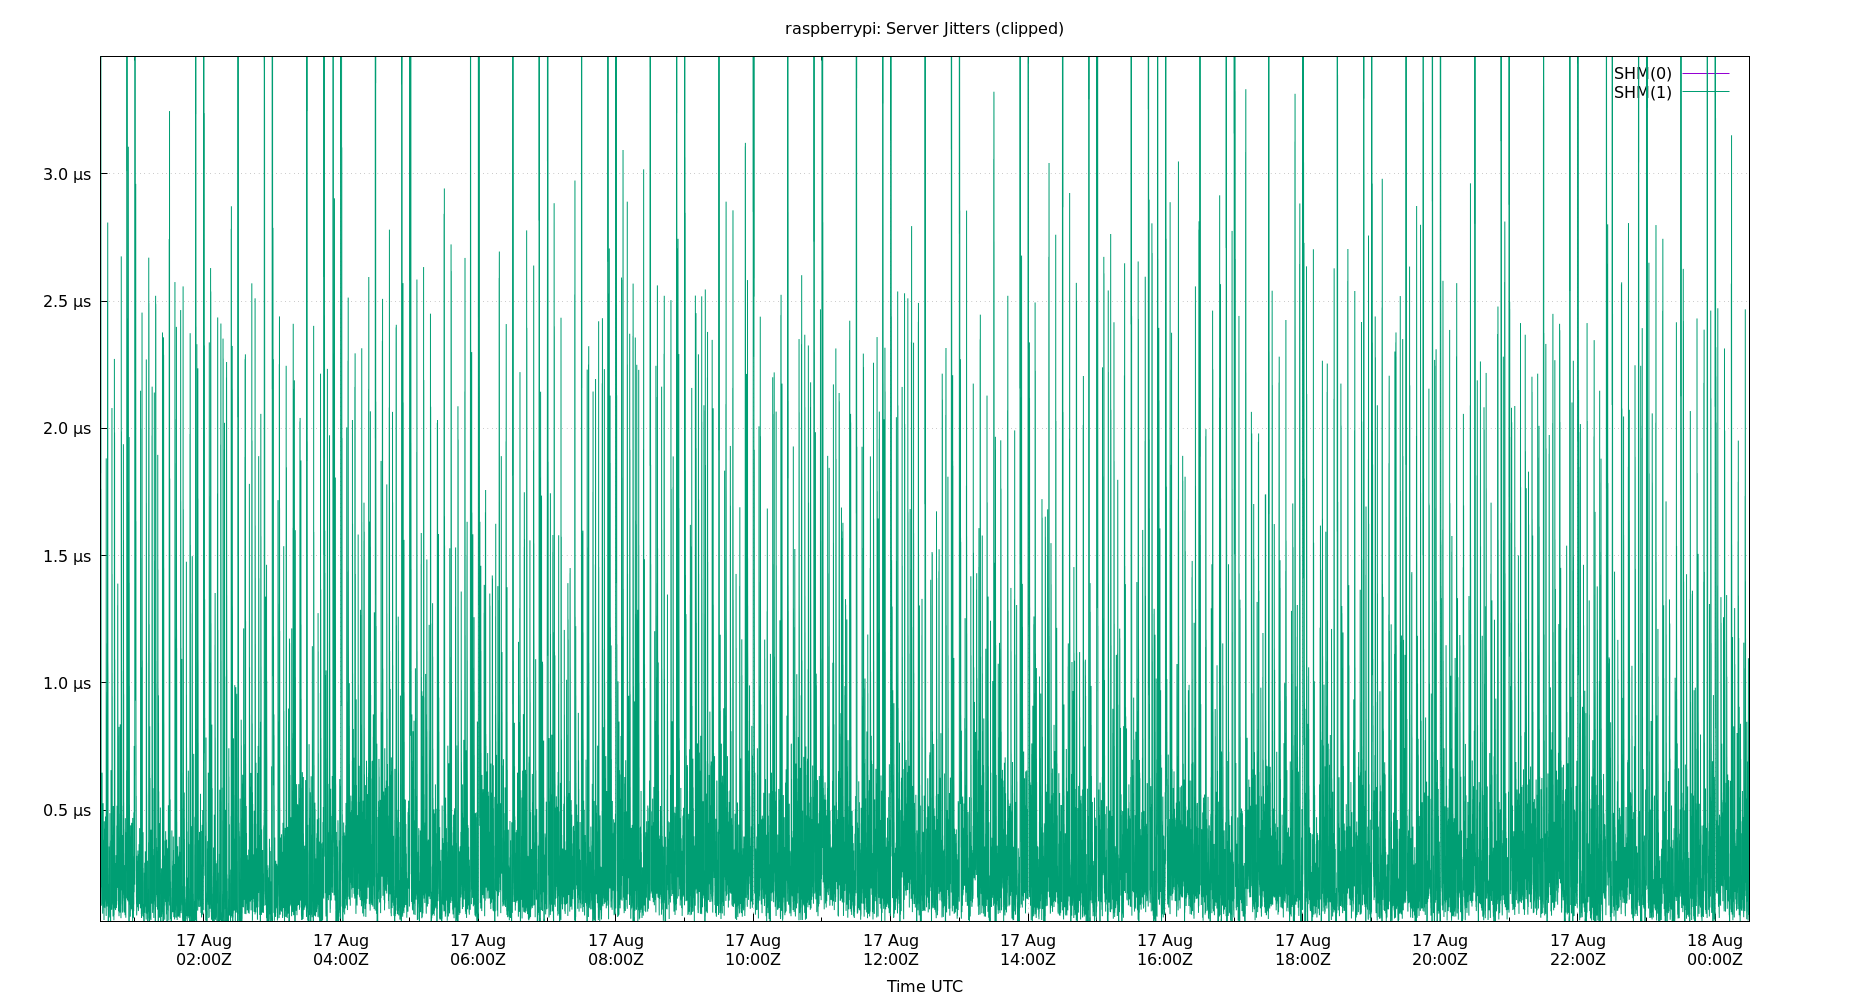 raspberrypi: Server Jitters (clipped)
SHM(0)
SHM(1)
3.0 µs
2.5 µs
2.0 µs
1.5 µs
1.0 µs
0.5 µs
17 Aug 17 Aug 17 Aug 17 Aug 17 Aug 17 Aug 17 Aug 17 Aug 17 Aug 17 Aug 17 Aug 18 Aug
02:00Z 04:00Z 06:00Z 08:00Z 10:00Z 12:00Z 14:00Z 16:00Z 18:00Z 20:00Z 22:00Z 00:00Z
Time UTC